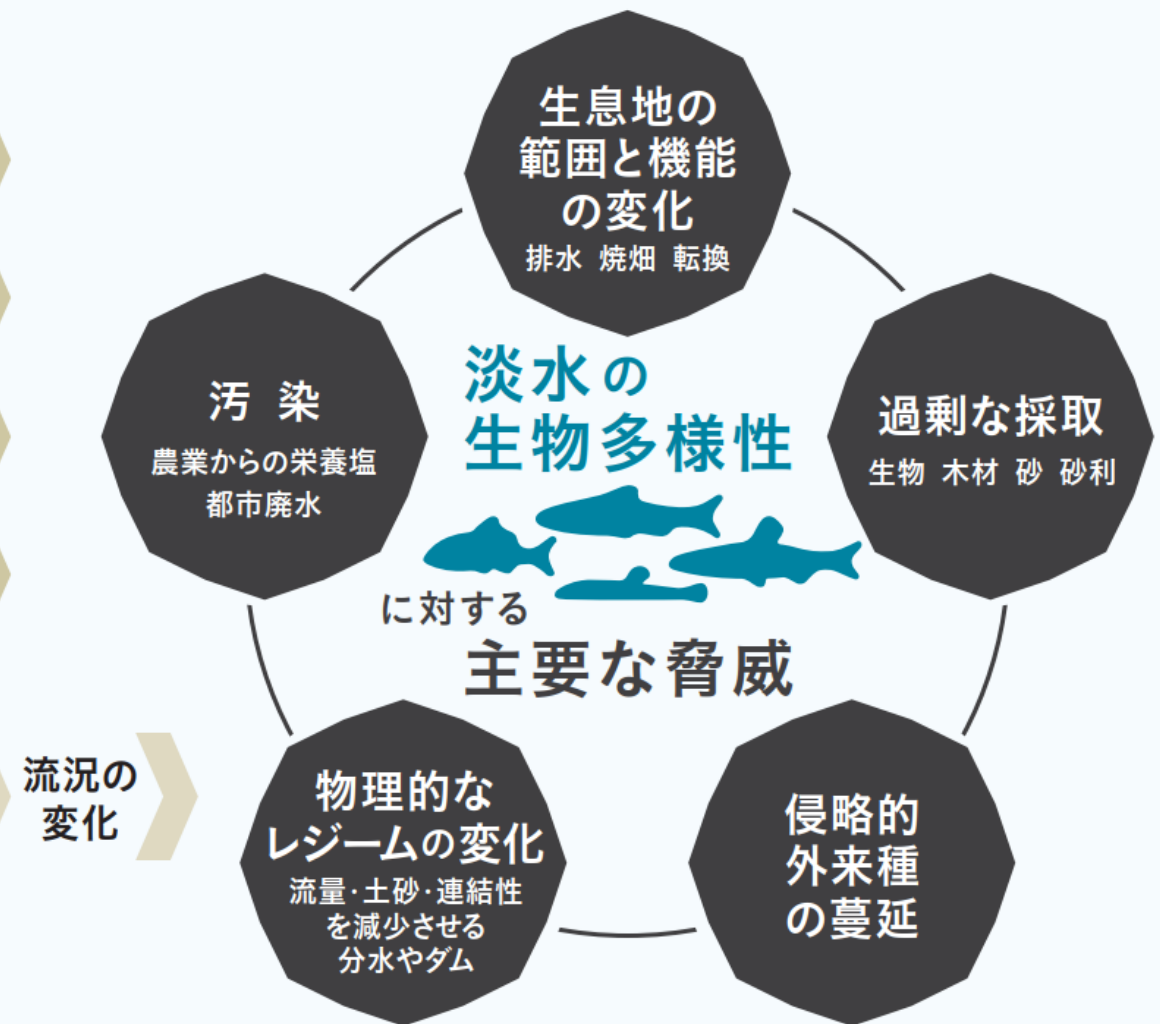 生息地の
範囲と機能
の変化
排水 焼畑 転換
汚 染
農業からの栄養塩
都市廃水
淡水の
生物多様性
に対する
主要な脅威
過剰な採取
生物 木材 砂 砂利
流況の
変化
物理的な
レジームの変化
流量・土砂・連結性
を減少させる
分水やダム
侵略的
外来種
の蔓延